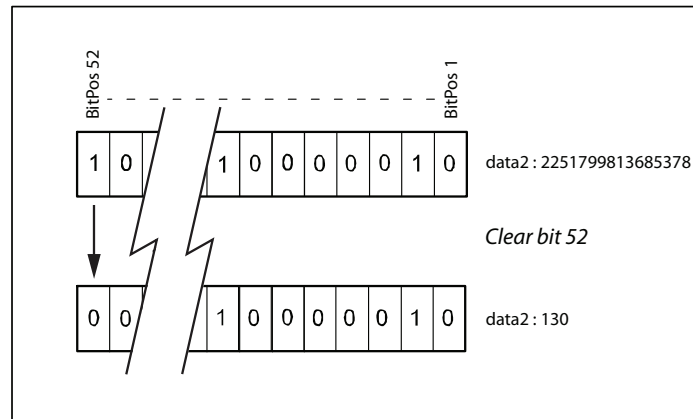 BitPos 52
BitPos 1
1 0 1 0 0 0 0 0 1 0
data2 : 2251799813685378
Clear bit 52
0 0 1 0 0 0 0 0 1 0
data2 : 130